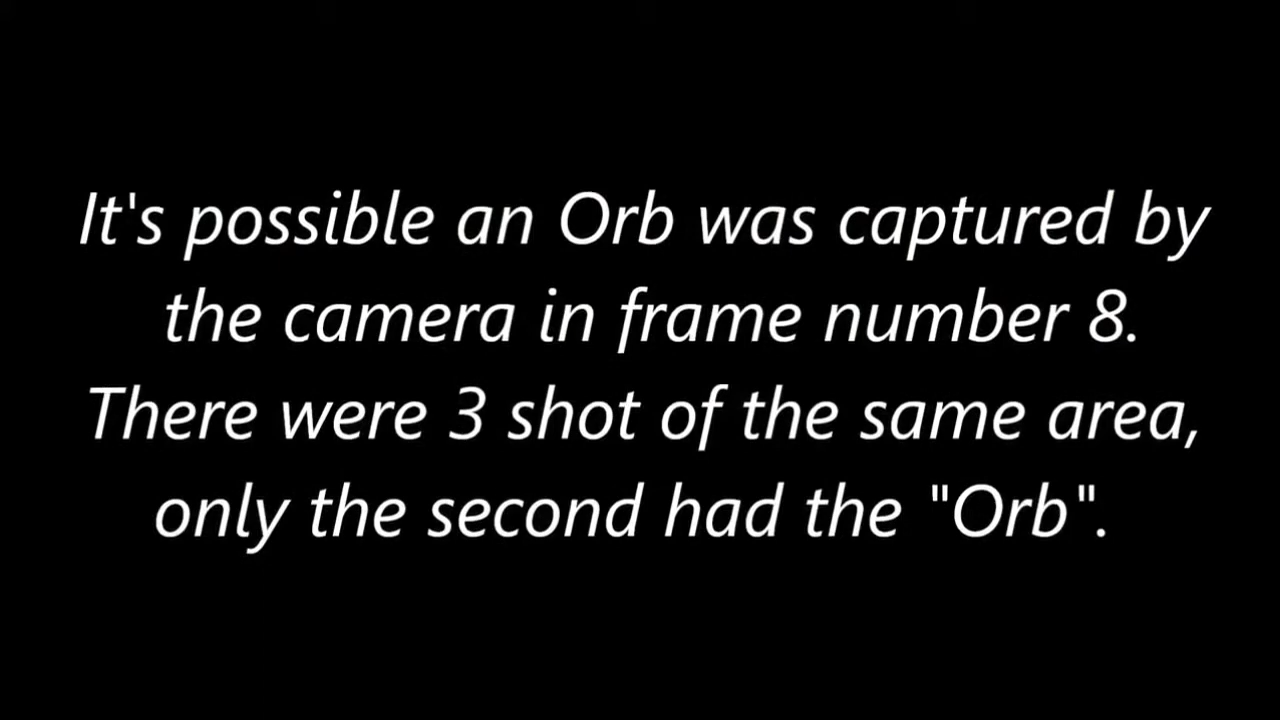 It's possible an Orb was captured by
the camera in frame number 8.
There were 3 shot of the same area,
only the second had the "Orb".